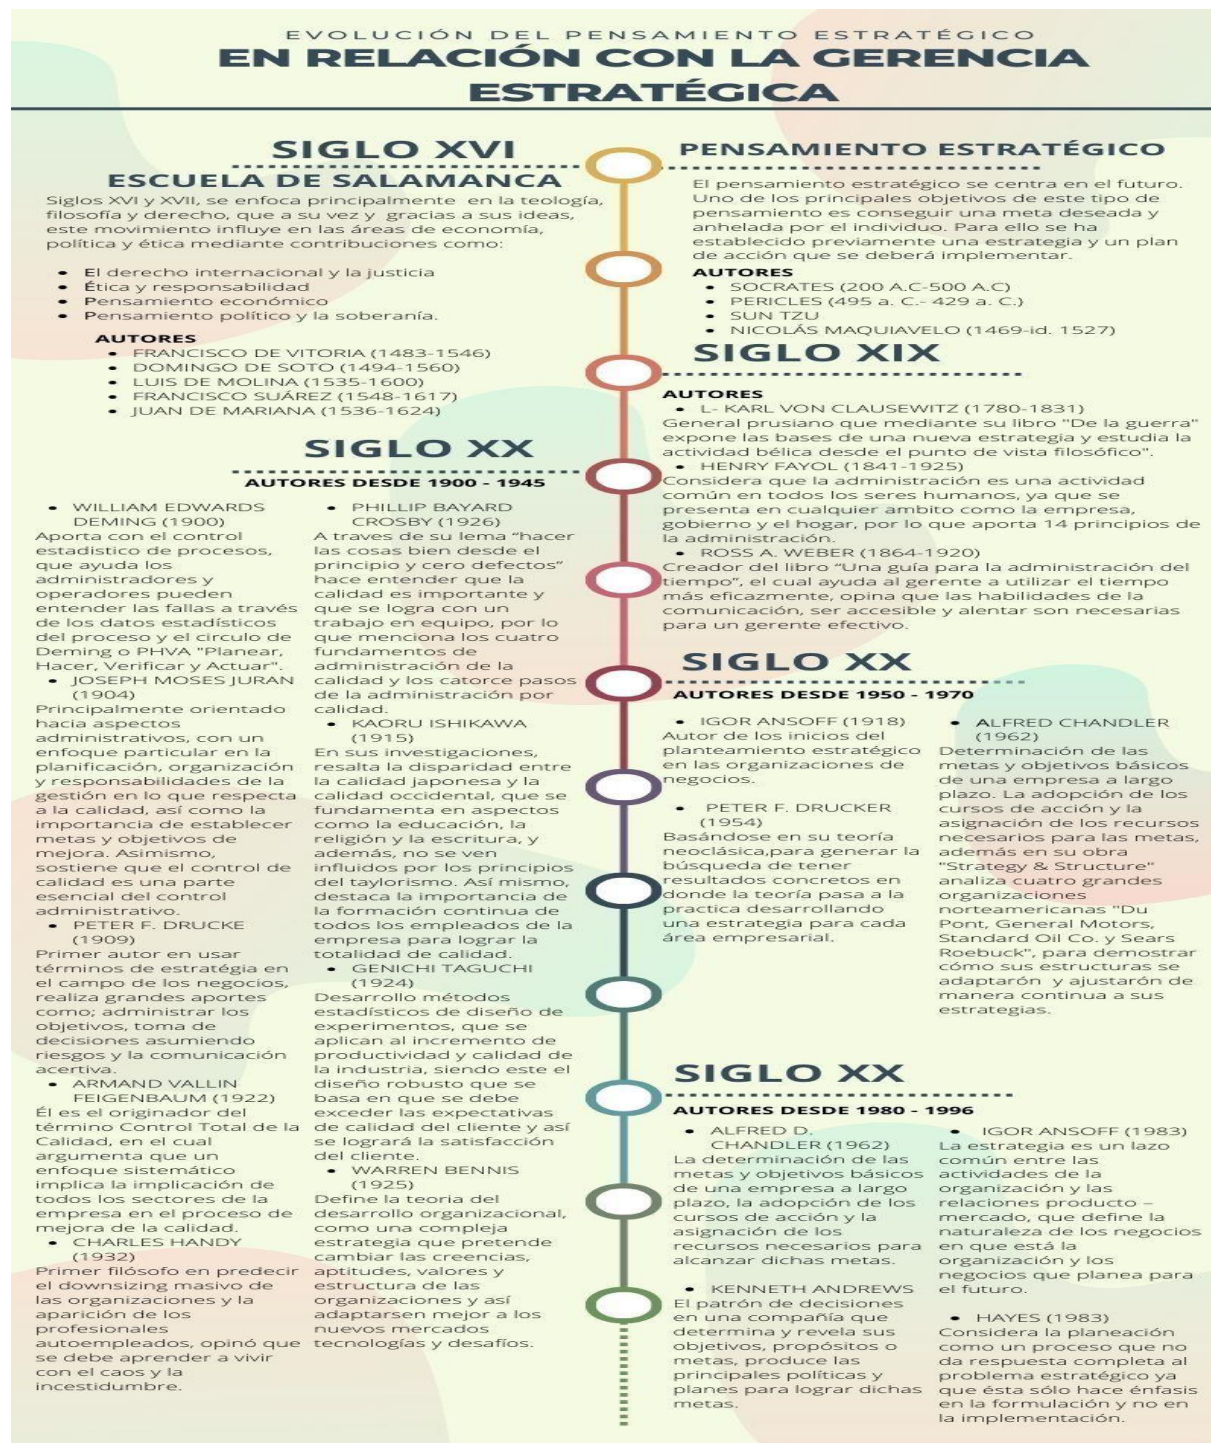 EVOLUCIÓN DEL PENSAMIENTO ESTRATÉGICO
EN RELACIÓN CON LA GERENCIA
ESTRATÉGICA
SIGLO XVI
ESCUELA DE SALAMANCA
Siglos XVI y XVII, se enfoca principalmente en la teología,
filosofía y derecho, que a su vez y gracias a sus ideas,
este movimiento influye en las áreas de economía,
política y ética mediante contribuciones como:
• El derecho internacional y la justicia
• Ética y responsabilidad
• Pensamiento económico
• Pensamiento político y la soberanía.
AUTORES
• FRANCISCO DE VITORIA (1483-1546)
• DOMINGO DE SOTO (1494-1560)
• LUIS DE MOLINA (1535-1600)
• FRANCISCO SUÁREZ (1548-1617)
• JUAN DE MARIANA (1536-1624)
PENSAMIENTO ESTRATÉGICO
El pensamiento estratégico se centra en el futuro.
Uno de los principales objetivos de este tipo de
pensamiento es conseguir una meta deseada y
anhelada por el individuo. Para ello se ha
establecido previamente una estrategia y un plan
de acción que se deberá implementar.
AUTORES
• SOCRATES (200 A.C-500 A.C)
• PERICLES (495 a. C.- 429 a. C.)
• SUN TZU
• NICOLÁS MAQUIAVELO (1469-id. 1527)
SIGLO XIX
AUTORES
• L- KARL VON CLAUSEWITZ (1780-1831)
General prusiano que mediante su libro "De la guerra"
expone las bases de una nueva estrategia y estudia la
actividad bélica desde el punto de vista filosófico".
• HENRY FAYOL (1841-1925)
Considera que la administración es una actividad
común en todos los seres humanos, ya que se
presenta en cualquier ambito como la empresa,
gobierno y el hogar, por lo que aporta 14 principios de
la administración.
• ROSS A. WEBER (1864-1920)
Creador del libro “Una guía para la administración del
tiempo”, el cual ayuda al gerente a utilizar el tiempo
más eficazmente, opina que las habilidades de la
comunicación, ser accesible y alentar son necesarias
para un gerente efectivo.
SIGLO XX
AUTORES DESDE 1900 - 1945
• WILLIAM EDWARDS
DEMING (1900)
Aporta con el control
estadistico de procesos,
que ayuda los
administradores y
operadores pueden
entender las fallas a través
de los datos estadísticos
del proceso y el circulo de
Deming o PHVA "Planear,
Hacer, Verificar y Actuar".
• JOSEPH MOSES JURAN
(1904)
Principalmente orientado
hacia aspectos
administrativos, con un
enfoque particular en la
planificación, organización
y responsabilidades de la
gestión en lo que respecta
a la calidad, así como la
importancia de establecer
metas y objetivos de
mejora. Asimismo,
sostiene que el control de
calidad es una parte
esencial del control
administrativo.
• PETER F. DRUCKE
(1909)
Primer autor en usar
términos de estratégia en
el campo de los negocios,
realiza grandes aportes
como; administrar los
objetivos, toma de
decisiones asumiendo
riesgos y la comunicación
acertiva.
• ARMAND VALLIN
FEIGENBAUM (1922)
Él es el originador del
término Control Total de la
Calidad, en el cual
argumenta que un
enfoque sistemático
implica la implicación de
todos los sectores de la
empresa en el proceso de
mejora de la calidad.
• CHARLES HANDY
(1932)
Primer filósofo en predecir
el downsizing masivo de
las organizaciones y la
aparición de los
profesionales
autoempleados, opinó que
se debe aprender a vivir
con el caos y la
incestidumbre.
• PHILLIP BAYARD
CROSBY (1926)
A traves de su lema “hacer
las cosas bien desde el
principio y cero defectos”
hace entender que la
calidad es importante y
que se logra con un
trabajo en equipo, por lo
que menciona los cuatro
fundamentos de
administración de la
calidad y los catorce pasos
de la administración por
calidad.
• KAORU ISHIKAWA
(1915)
En sus investigaciones,
resalta la disparidad entre
la calidad japonesa y la
calidad occidental, que se
fundamenta en aspectos
como la educación, la
religión y la escritura, y
además, no se ven
influidos por los principios
del taylorismo. Así mismo,
destaca la importancia de
la formación continua de
todos los empleados de la
empresa para lograr la
totalidad de calidad.
• GENICHI TAGUCHI
(1924)
Desarrollo métodos
estadísticos de diseño de
experimentos, que se
aplican al incremento de
productividad y calidad de
la industria, siendo este el
diseño robusto que se
basa en que se debe
exceder las expectativas
de calidad del cliente y así
se logrará la satisfacción
del cliente.
• WARREN BENNIS
(1925)
Define la teoria del
desarrollo organizacional,
como una compleja
estrategia que pretende
cambiar las creencias,
aptitudes, valores y
estructura de las
organizaciones y así
adaptarsen mejor a los
nuevos mercados
tecnologías y desafíos.
SIGLO XX
AUTORES DESDE 1950 - 1970
• IGOR ANSOFF (1918)
Autor de los inicios del
planteamiento estratégico
en las organizaciones de
negocios.
• PETER F. DRUCKER
(1954)
Basándose en su teoría
neoclásica,para generar la
búsqueda de tener
resultados concretos en
donde la teoría pasa a la
practica desarrollando
una estrategia para cada
área empresarial.
• ALFRED CHANDLER
(1962)
Determinación de las
metas y objetivos básicos
de una empresa a largo
plazo. La adopción de los
cursos de acción y la
asignación de los recursos
necesarios para las metas,
además en su obra
"Strategy & Structure"
analiza cuatro grandes
organizaciones
norteamericanas "Du
Pont, General Motors,
Standard Oil Co. y Sears
Roebuck", para demostrar
cómo sus estructuras se
adaptarón y ajustarón de
manera continua a sus
estrategias.
SIGLO XX
AUTORES DESDE 1980 - 1996
• ALFRED D.
CHANDLER (1962)
La determinación de las
metas y objetivos básicos
de una empresa a largo
plazo, la adopción de los
cursos de acción y la
asignación de los
recursos necesarios para
alcanzar dichas metas.
• KENNETH ANDREWS
El patrón de decisiones
en una compañía que
determina y revela sus
objetivos, propósitos o
metas, produce las
principales políticas y
planes para lograr dichas
metas.
• IGOR ANSOFF (1983)
La estrategia es un lazo
común entre las
actividades de la
organización y las
relaciones producto –
mercado, que define la
naturaleza de los negocios
en que está la
organización y los
negocios que planea para
el futuro.
• HAYES (1983)
Considera la planeación
como un proceso que no
da respuesta completa al
problema estratégico ya
que ésta sólo hace énfasis
en la formulación y no en
la implementación.